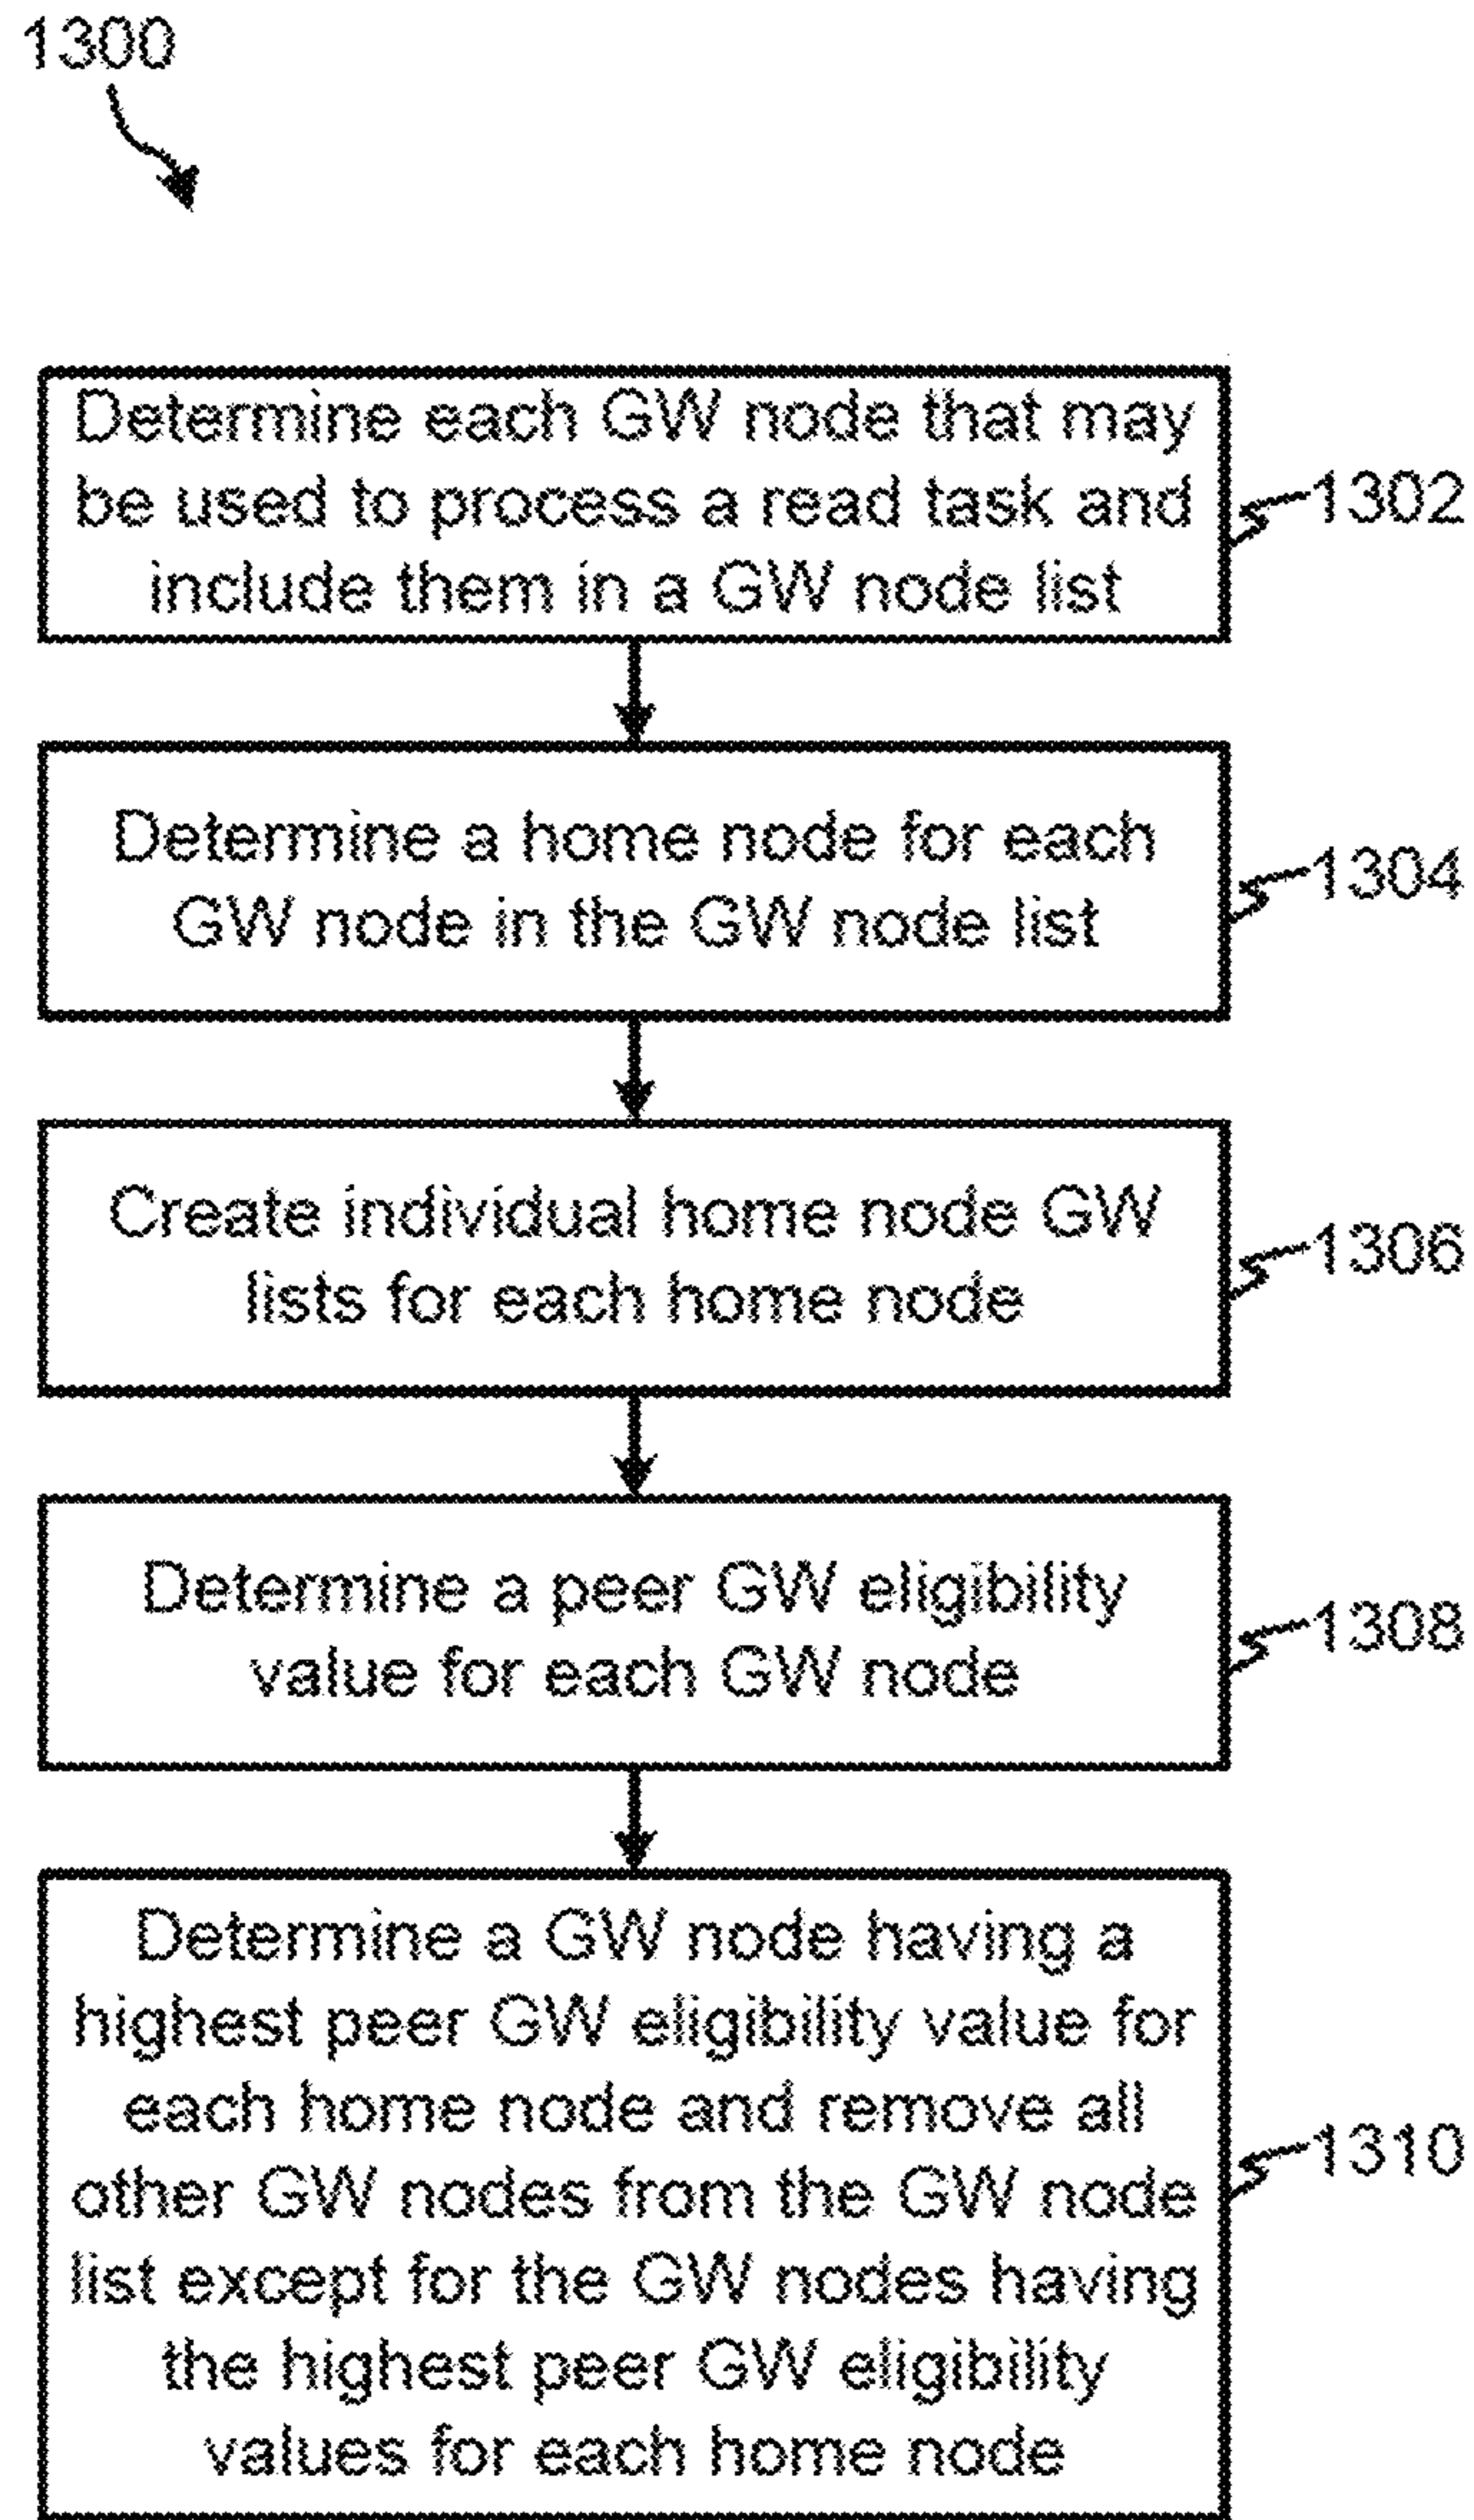 1300
Determine each GW node that may
be used to process a read task and
include them in a GW node list
1302
Determine a home node for each
GW node in the GW node list
1304
Create individual home node GW
lists for each home node
1306
Determine a peer GW eligibility
value for each GW node
1308
Determine a GW node having a
highest peer GW eligibility value for
each home node and remove all
other GW nodes from the GW node
list except for the GW nodes having
the highest peer GW eligibility
values for each home node
1310